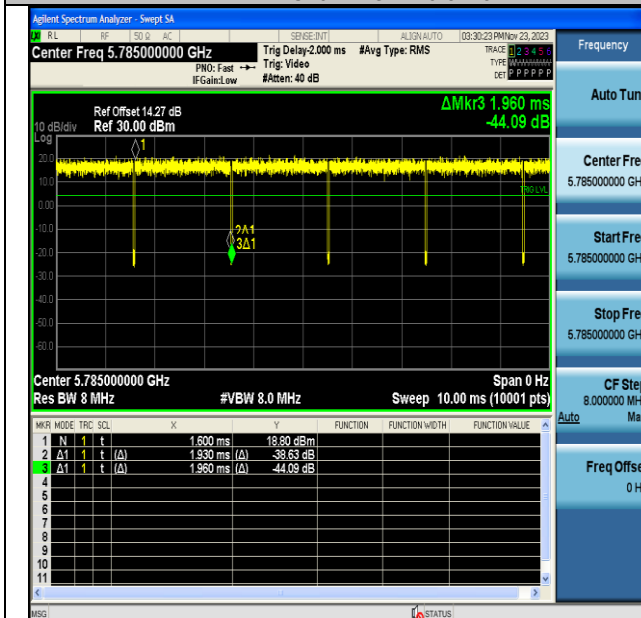 Agilent Spectrum Analyzer - Swept SA
RL RF 50 Ω AC SENSE:INT ALIGN AUTO 03:30:23 PM Nov 23, 2023
Center Freq 5.785000000 GHz
PNO: Fast
IFGain:Low
Trig Delay-2.000 ms
Trig: Video
#Atten: 40 dB
#Avg Type: RMS
TRACE 1 2 3 4 5 6
TYPE
DET P P P P P P
Frequency
Auto Tun
Center Fre
5.785000000 GH
Start Fre
5.785000000 GH
Stop Fre
5.785000000 GH
CF Ste
8.000000 MH
Auto Ma
Freq Offse
0 H
ΔMkr3 1.960 ms
-44.09 dB
Ref Offset 14.27 dB
10 dB/div Ref 30.00 dBm
Log
20.0
10.0
0.00
-10.0
-20.0
-30.0
-40.0
-50.0
-60.0
1
2Δ1
3Δ1
TRIG LVL
Center 5.785000000 GHz Span 0 Hz
Res BW 8 MHz #VBW 8.0 MHz Sweep 10.00 ms (10001 pts)
MKR MODE TRC SCL X Y FUNCTION FUNCTION WIDTH FUNCTION VALUE
1 N 1 t 1.600 ms 18.80 dBm
2 Δ1 1 t (Δ) 1.930 ms (Δ) -38.63 dB
3 Δ1 1 t (Δ) 1.960 ms (Δ) -44.09 dB
4
5
6
7
8
9
10
11
MSG STATUS